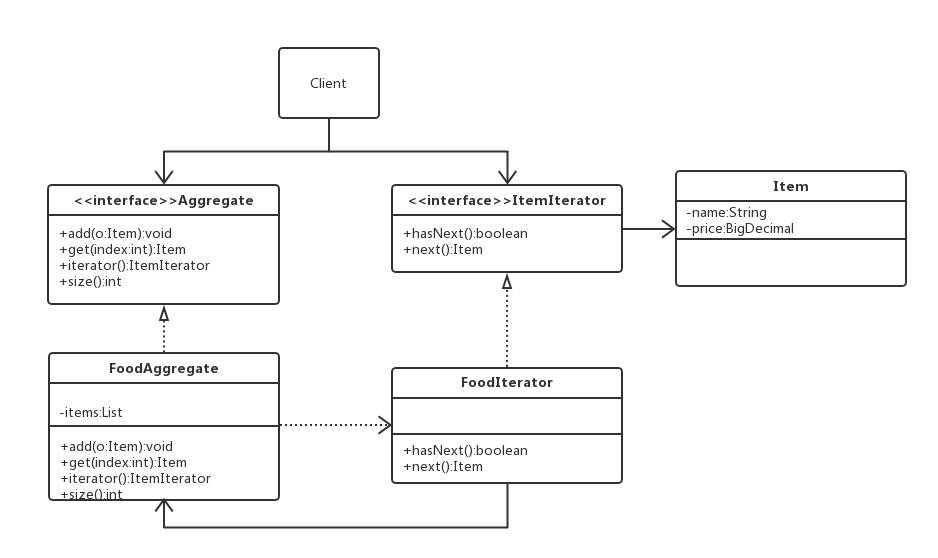 Client
<<interface>>Aggregate
+add(o:Item):void
+get(index:int):Item
+iterator():ItemIterator
+size():int
<<interface>>ItemIterator
+hasNext():boolean
+next():Item
Item
-name:String
-price:BigDecimal
FoodAggregate
-items:List
+add(o:Item):void
+get(index:int):Item
+iterator():ItemIterator
+size():int
FoodIterator
+hasNext():boolean
+next():Item